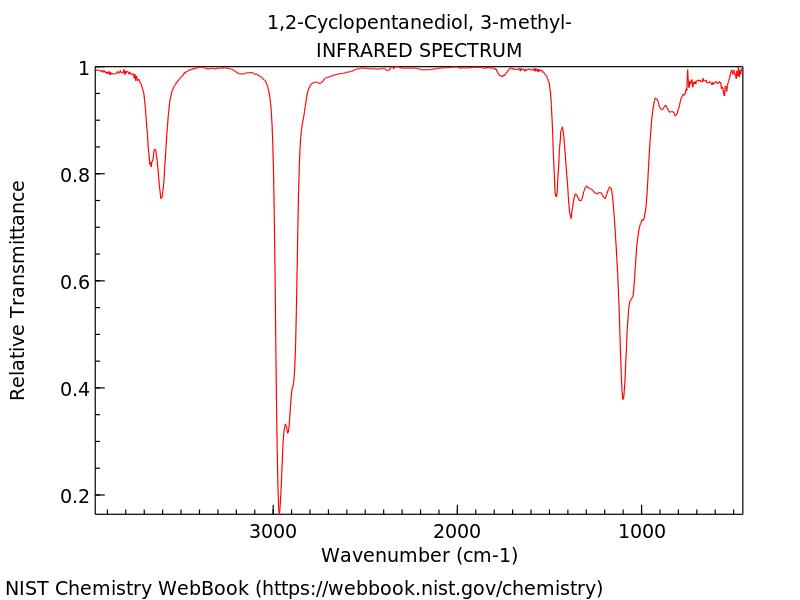 1,2-Cyclopentanediol, 3-methyl-
INFRARED SPECTRUM
1
0.8
0.6
0.4
0.2
Relative Transmittance
3000 2000 1000
Wavenumber (cm-1)
NIST Chemistry WebBook (https://webbook.nist.gov/chemistry)